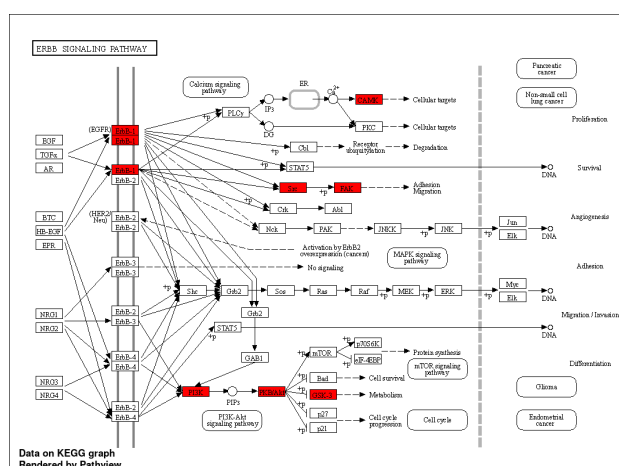 ERBB SIGNALING PATHWAY
Pancreatic
cancer
Non-small cell
lung cancer
Calcium signaling
pathway
ER
Ca2+
IP3
CAMK
Cellular targets
PLCγ
DG
PKC
Cellular targets
Proliferation
(EGFR)
ErbB-1
ErbB-1
+p
Cbl
Receptor
ubiquitylation
Degradation
EGF
TGFα
AR
+p
STAT5
DNA
Survival
ErbB-1
ErbB-2
+p
Src
+p
FAK
Adhesion
Migration
Crk
Abl
BTC
HB-EGF
EPR
(HER2/
Neu)
ErbB-2
ErbB-2
Nck
PAK
JNKK
JNK
+p
Jun
Elk
DNA
Angiogenesis
Activation by ErbB2
overexpression (cancer)
MAPK signaling
pathway
ErbB-3
ErbB-3
No signaling
Adhesion
+p
Shc
Grb2
Sos
Ras
Raf
+p
MEK
+p
ERK
+p
Myc
Elk
DNA
NRG1
NRG2
ErbB-2
ErbB-3
Grb2
+p
STAT5
DNA
Migration / Invasion
ErbB-4
ErbB-4
GAB1
+p
mTOR
+p
p70S6K
eIF-4EBP
+p
Protein synthesis
mTOR signaling
pathway
Differentiation
NRG3
NRG4
PI3K
PIP3
PKB/Akt
+p
Bad
Cell survival
+p
GSK-3
Metabolism
Glioma
ErbB-2
ErbB-4
PI3K-Akt
signaling pathway
+p
p27
+p
p21
Cell cycle
progression
Cell cycle
Endometrial
cancer
Data on KEGG graph
Rendered by Pathview